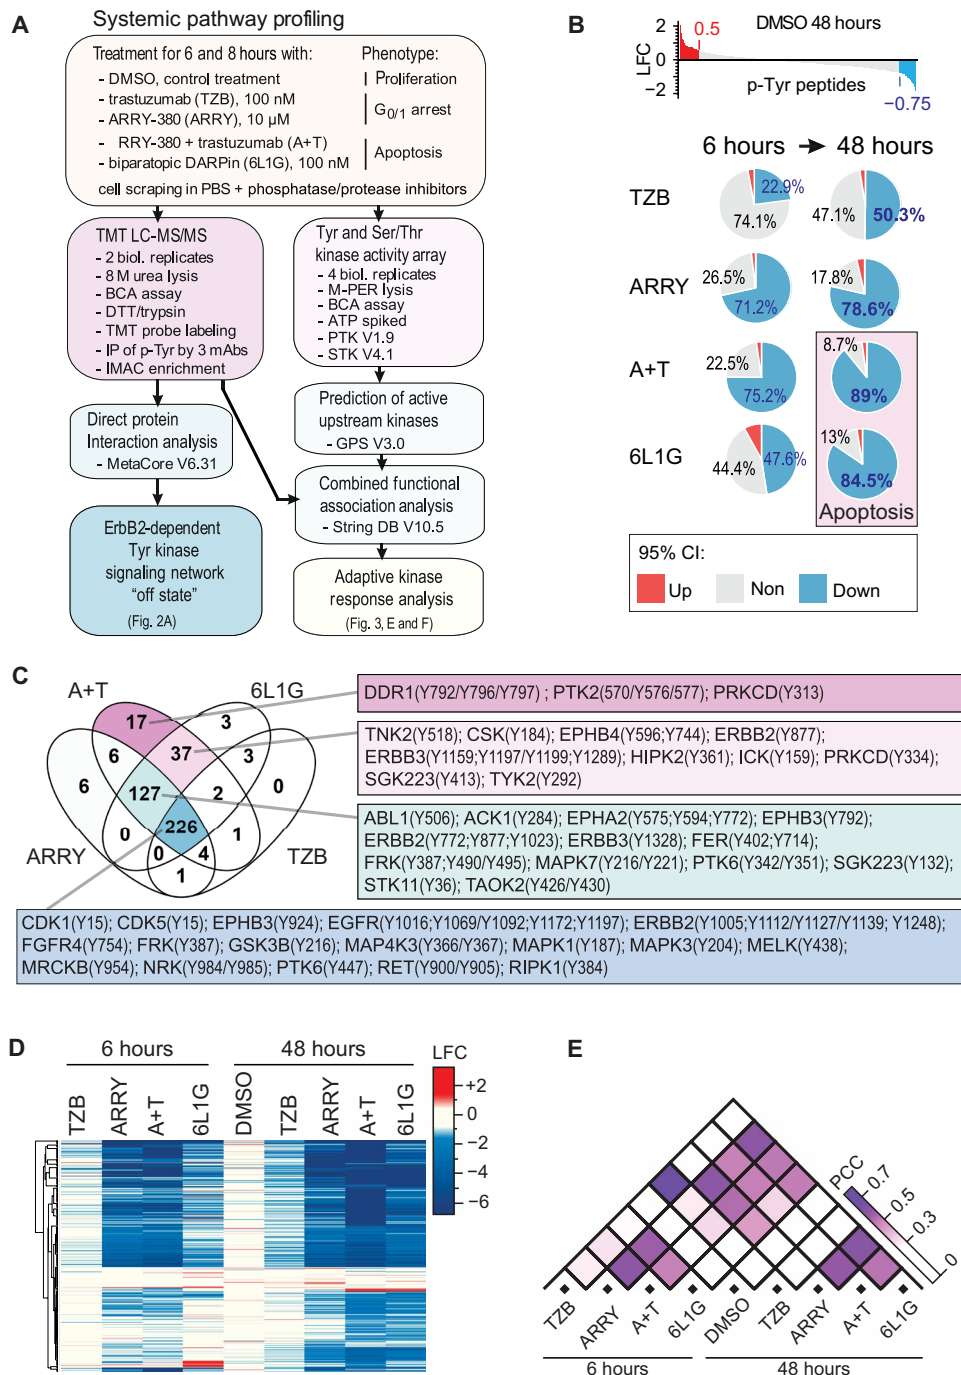 A
Systemic pathway profiling
Treatment for 6 and 8 hours with:
Phenotype:
- DMSO, control treatment
Proliferation
- trastuzumab (TZB), 100 nM
- ARRY-380 (ARRY), 10 µM
G0/1 arrest
- RRY-380 + trastuzumab (A+T)
- biparatopic DARPin (6L1G), 100 nM
Apoptosis
cell scraping in PBS + phosphatase/protease inhibitors
TMT LC-MS/MS
- 2 biol. replicates
- 8 M urea lysis
- BCA assay
- DTT/trypsin
- TMT probe labeling
- IP of p-Tyr by 3 mAbs
- IMAC enrichment
Tyr and Ser/Thr
kinase activity array
- 4 biol. replicates
- M-PER lysis
- BCA assay
- ATP spiked
- PTK V1.9
- STK V4.1
Direct protein
Interaction analysis
- MetaCore V6.31
Prediction of active
upstream kinases
- GPS V3.0
Combined functional
association analysis
- String DB V10.5
ErbB2-dependent
Tyr kinase
signaling network
“off state”
(Fig. 2A)
Adaptive kinase
response analysis
(Fig. 3, E and F)
B
DMSO 48 hours
LFC
2
0
−2
0.5
p-Tyr peptides
−0.75
6 hours
48 hours
TZB
22.9%
74.1%
47.1%
50.3%
ARRY
26.5%
71.2%
17.8%
78.6%
A+T
22.5%
75.2%
8.7%
89%
6L1G
44.4%
47.6%
13%
84.5%
Apoptosis
95% CI:
Up
Non
Down
C
A+T
6L1G
ARRY
TZB
17
3
6
37
3
6
127
2
0
0
226
1
0
4
1
DDR1(Y792/Y796/Y797) ; PTK2(570/Y576/577); PRKCD(Y313)
TNK2(Y518); CSK(Y184); EPHB4(Y596;Y744); ERBB2(Y877);
ERBB3(Y1159;Y1197/Y1199;Y1289); HIPK2(Y361); ICK(Y159); PRKCD(Y334);
SGK223(Y413); TYK2(Y292)
ABL1(Y506); ACK1(Y284); EPHA2(Y575;Y594;Y772); EPHB3(Y792);
ERBB2(Y772;Y877;Y1023); ERBB3(Y1328); FER(Y402;Y714);
FRK(Y387;Y490/Y495); MAPK7(Y216/Y221); PTK6(Y342/Y351); SGK223(Y132);
STK11(Y36); TAOK2(Y426/Y430)
CDK1(Y15); CDK5(Y15); EPHB3(Y924); EGFR(Y1016;Y1069/Y1092;Y1172;Y1197); ERBB2(Y1005;Y1112/Y1127/Y1139; Y1248);
FGFR4(Y754); FRK(Y387); GSK3B(Y216); MAP4K3(Y366/Y367); MAPK1(Y187); MAPK3(Y204); MELK(Y438);
MRCKB(Y954); NRK(Y984/Y985); PTK6(Y447); RET(Y900/Y905); RIPK1(Y384)
D
6 hours
48 hours
LFC
TZB
ARRY
A+T
6L1G
DMSO
TZB
ARRY
A+T
6L1G
+2
0
−2
−4
−6
E
PCC
0.7
0.5
0.3
0
TZB
ARRY
A+T
6L1G
DMSO
TZB
ARRY
A+T
6L1G
6 hours
48 hours